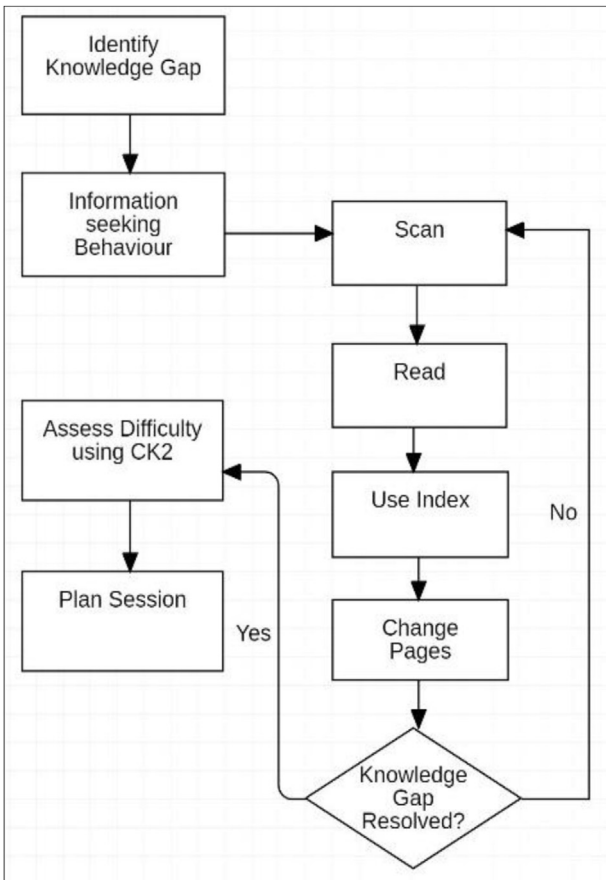 Identify
Knowledge Gap
Information
seeking
Behaviour
Scan
Read
Use Index
Change
Pages
Knowledge
Gap
Resolved?
No
Yes
Assess Difficulty
using CK2
Plan Session